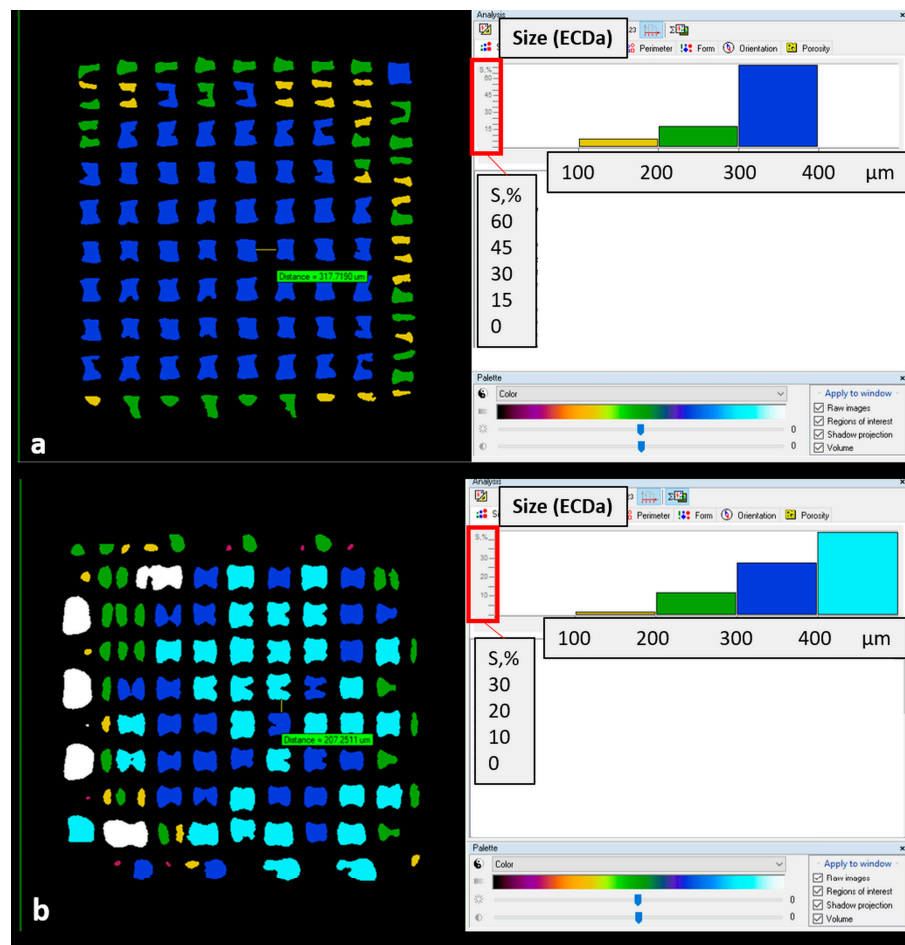 Analysis
Size (ECDa)
23
Perimeter
Form
Orientation
Porosity
S,%
60
45
30
15
100 200 300 400 µm
S,%
60
45
30
15
0
Distance = 317.7190 um
Palette
Color
Apply to window
Raw images
Regions of interest
Shadow projection
Volume
0
0
a
Analysis
Size (ECDa)
23
Perimeter
Form
Orientation
Porosity
S,%
30
20
10
100 200 300 400 µm
S,%
30
20
10
0
Distance = 207.2511 um
Palette
Color
Apply to window
Raw images
Regions of interest
Shadow projection
Volume
0
0
b